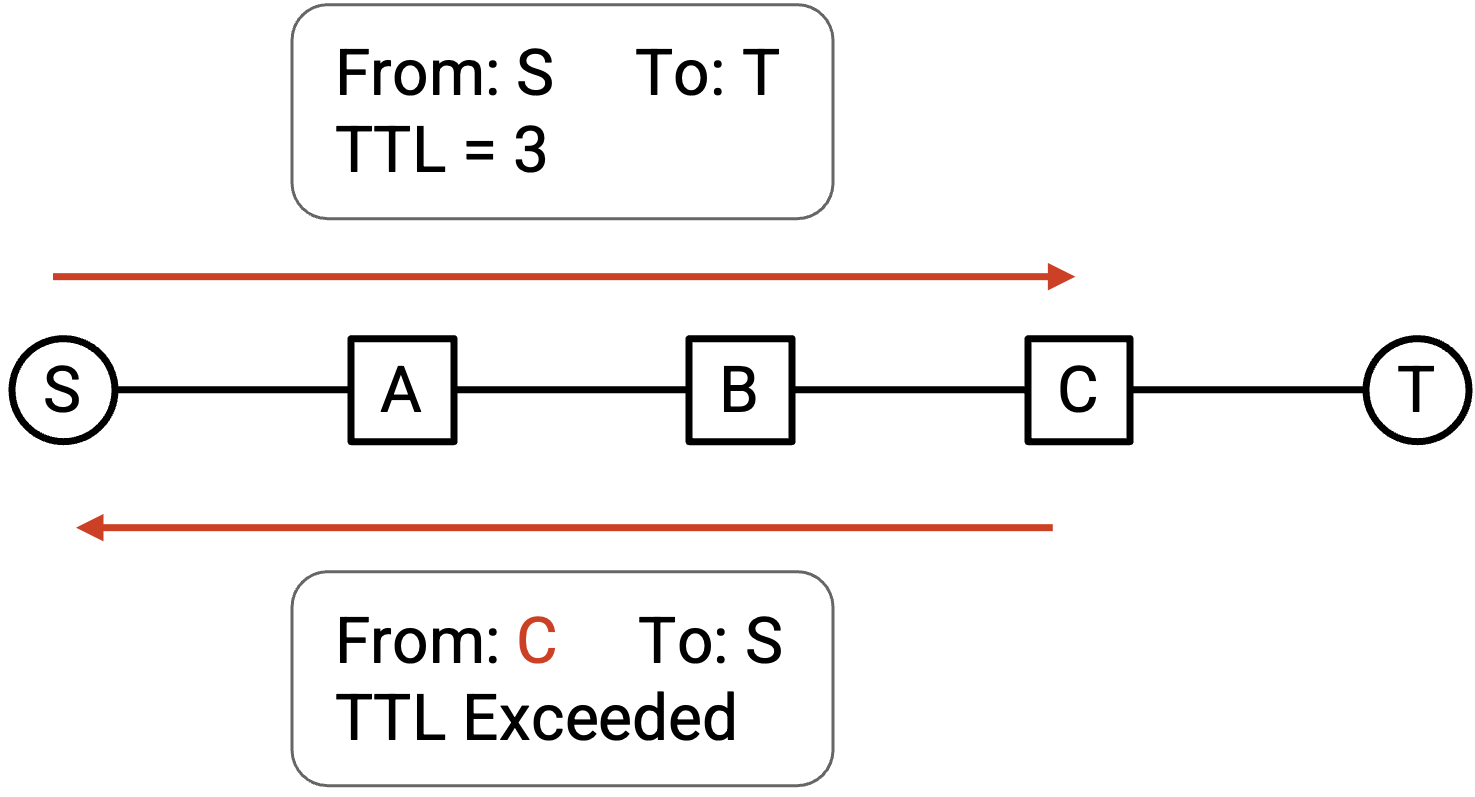 From: S To: T
TTL = 3
S A B C T
From: C To: S
TTL Exceeded